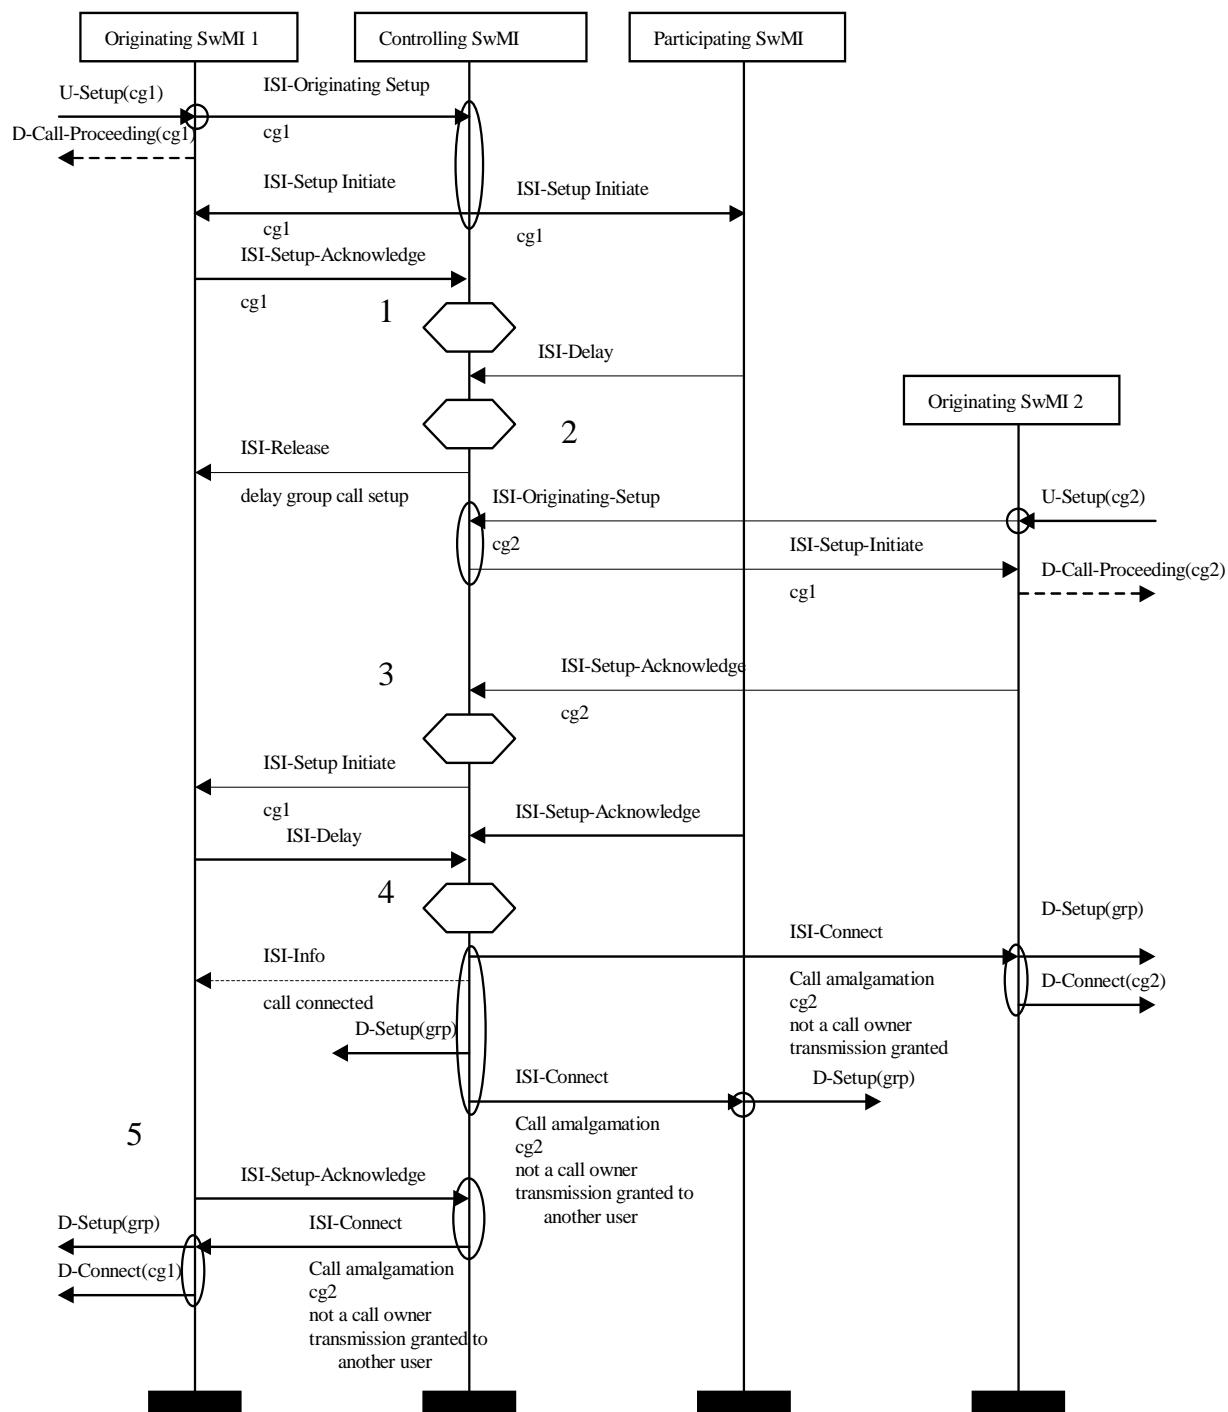 Originating SwMI 1
Controlling SwMI
Participating SwMI
U-Setup(cg1)
ISI-Originating Setup
D-Call-Proceeding(cg1)
cg1
ISI-Setup Initiate
ISI-Setup Initiate
cg1
cg1
ISI-Setup-Acknowledge
cg1
1
ISI-Delay
Originating SwMI 2
2
ISI-Release
delay group call setup
ISI-Originating-Setup
U-Setup(cg2)
cg2
ISI-Setup-Initiate
D-Call-Proceeding(cg2)
cg1
3
ISI-Setup-Acknowledge
cg2
ISI-Setup Initiate
cg1
ISI-Setup-Acknowledge
ISI-Delay
4
D-Setup(grp)
ISI-Connect
ISI-Info
D-Connect(cg2)
call connected
Call amalgamation
cg2
not a call owner
transmission granted
D-Setup(grp)
ISI-Connect
D-Setup(grp)
Call amalgamation
cg2
not a call owner
transmission granted to
another user
5
ISI-Setup-Acknowledge
D-Setup(grp)
ISI-Connect
D-Connect(cg1)
Call amalgamation
cg2
not a call owner
transmission granted to
another user